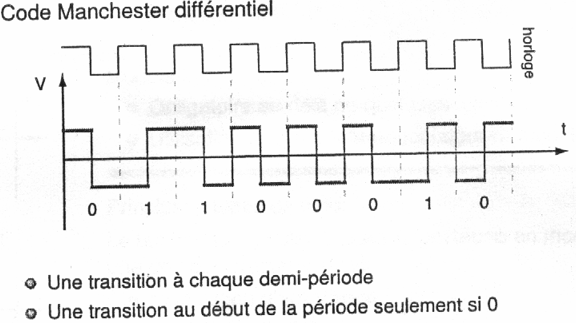 Code Manchester différentiel
horloge
V
t
0 1 1 0 0 0 1 0
Une transition à chaque demi-période
Une transition au début de la période seulement si 0